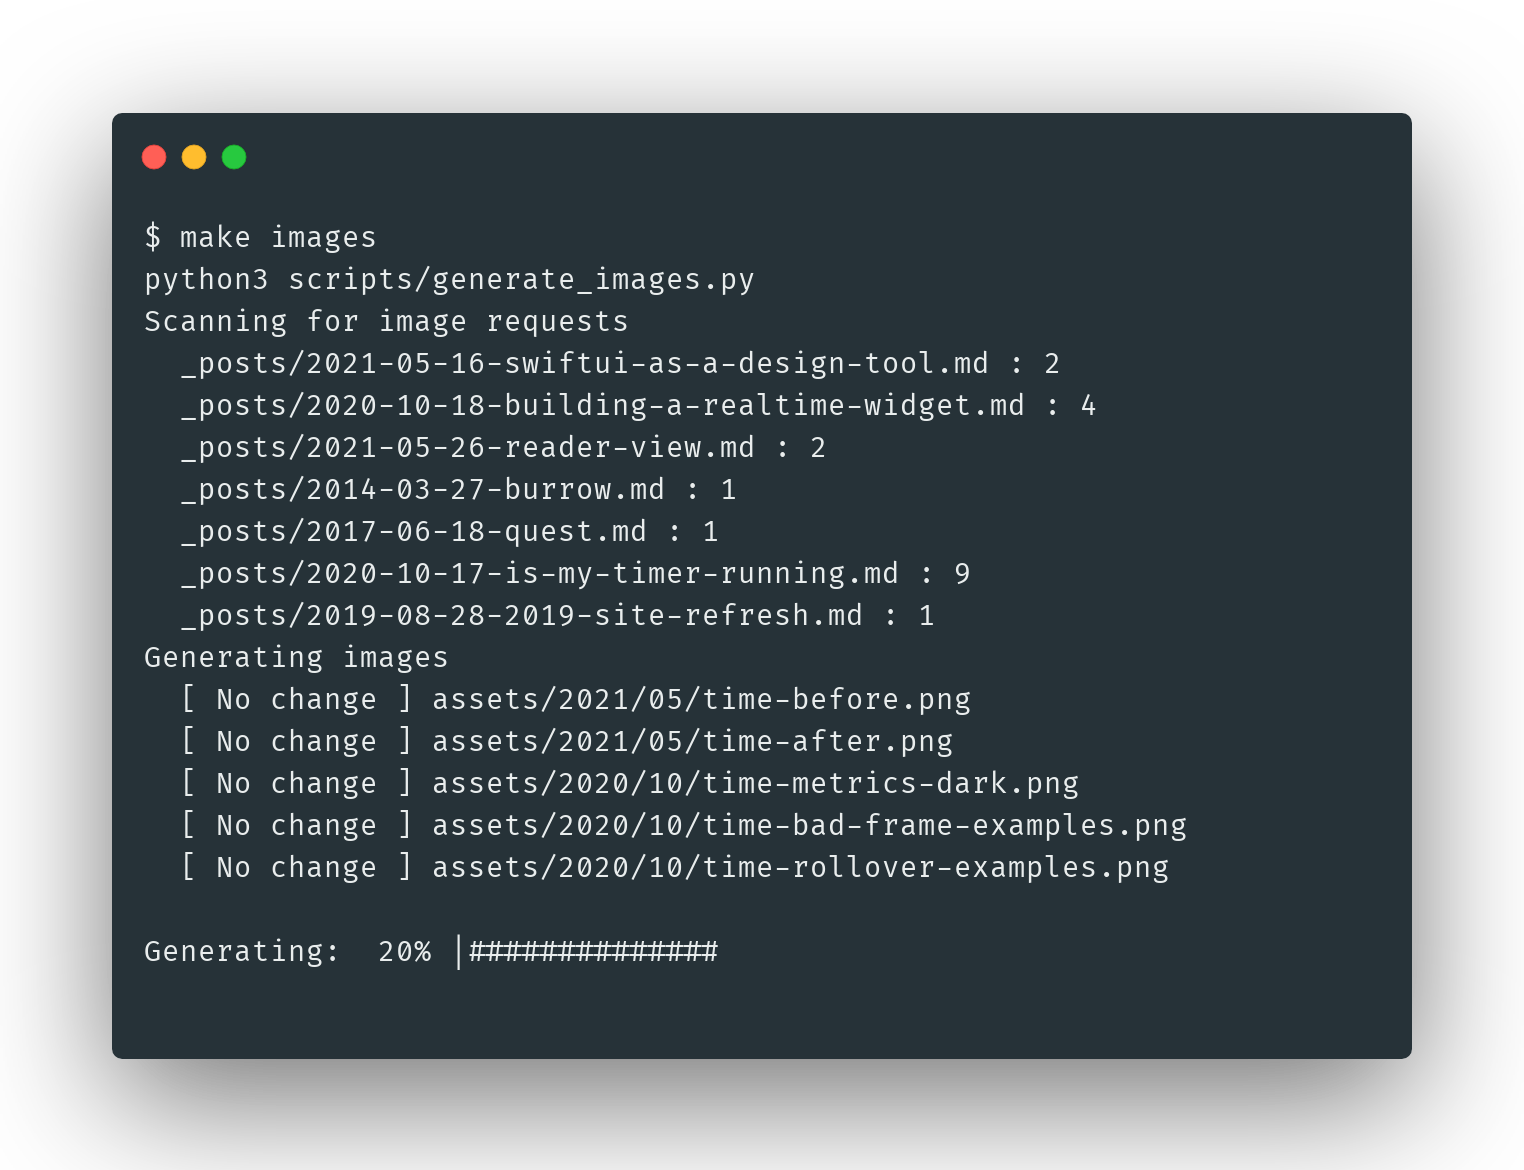 $ make images
python3 scripts/generate_images.py
Scanning for image requests
  _posts/2021-05-16-swiftui-as-a-design-tool.md : 2
  _posts/2020-10-18-building-a-realtime-widget.md : 4
  _posts/2021-05-26-reader-view.md : 2
  _posts/2014-03-27-burrow.md : 1
  _posts/2017-06-18-quest.md : 1
  _posts/2020-10-17-is-my-timer-running.md : 9
  _posts/2019-08-28-2019-site-refresh.md : 1
Generating images
  [ No change ] assets/2021/05/time-before.png
  [ No change ] assets/2021/05/time-after.png
  [ No change ] assets/2020/10/time-metrics-dark.png
  [ No change ] assets/2020/10/time-bad-frame-examples.png
  [ No change ] assets/2020/10/time-rollover-examples.png

Generating:  20% |##############